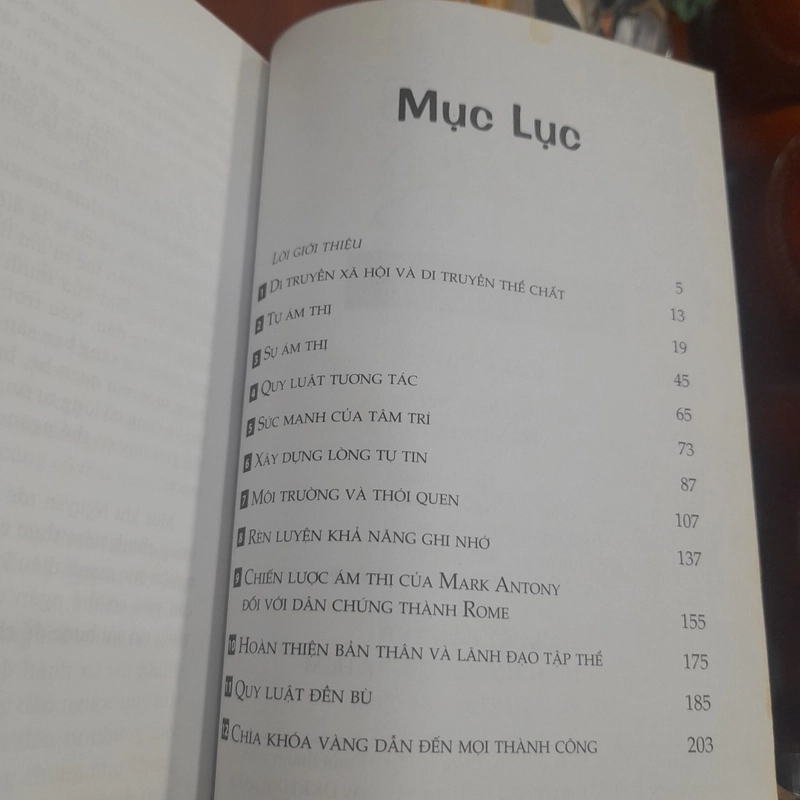 Mục Lục
LỜI GIỚI THIỆU 5
1 DI TRUYỀN XÃ HỘI VÀ DI TRUYỀN THỂ CHẤT 13
2 TỰ ÁM THỊ 19
3 SỰ ÁM THỊ 45
4 QUY LUẬT TƯƠNG TÁC 65
5 SỨC MẠNH CỦA TÂM TRÍ 73
6 XÂY DỰNG LÒNG TỰ TIN 87
7 MÔI TRƯỜNG VÀ THÓI QUEN 107
8 RÈN LUYỆN KHẢ NĂNG GHI NHỚ 137
9 CHIẾN LƯỢC ÁM THỊ CỦA MARK ANTONY
ĐỐI VỚI DÂN CHÚNG THÀNH ROME 155
10 HOÀN THIỆN BẢN THÂN VÀ LÃNH ĐẠO TẬP THỂ 175
11 QUY LUẬT ĐỀN BÙ 185
12 CHÌA KHÓA VÀNG DẪN ĐẾN MỌI THÀNH CÔNG 203